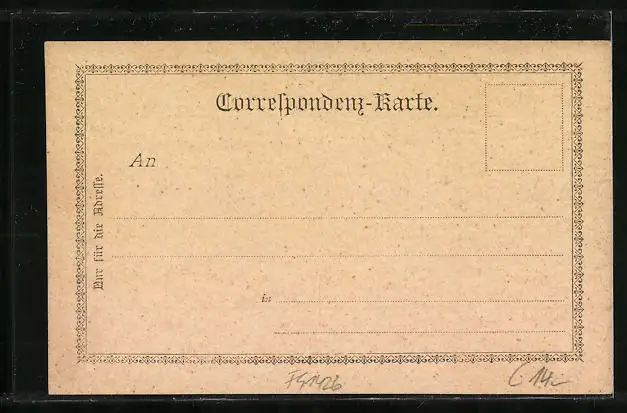 Correſpondenz-Karte.
An
Nur für die Adreſſe.
in